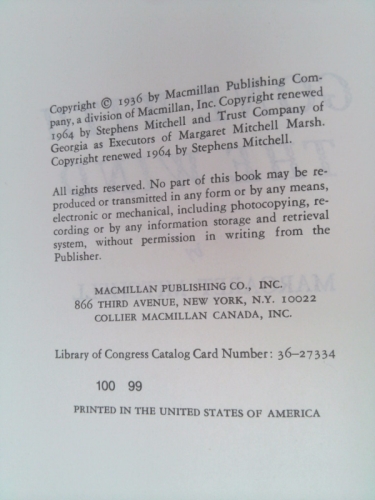 Copyright © 1936 by Macmillan Publishing Com-
pany, a division of Macmillan, Inc. Copyright renewed
1964 by Stephens Mitchell and Trust Company of
Georgia as Executors of Margaret Mitchell Marsh.
Copyright renewed 1964 by Stephens Mitchell.
All rights reserved. No part of this book may be re-
produced or transmitted in any form or by any means,
electronic or mechanical, including photocopying, re-
cording or by any information storage and retrieval
system, without permission in writing from the
Publisher.
MACMILLAN PUBLISHING CO., INC.
866 THIRD AVENUE, NEW YORK, N.Y. 10022
COLLIER MACMILLAN CANADA, INC.
Library of Congress Catalog Card Number: 36–27334
100 99
PRINTED IN THE UNITED STATES OF AMERICA